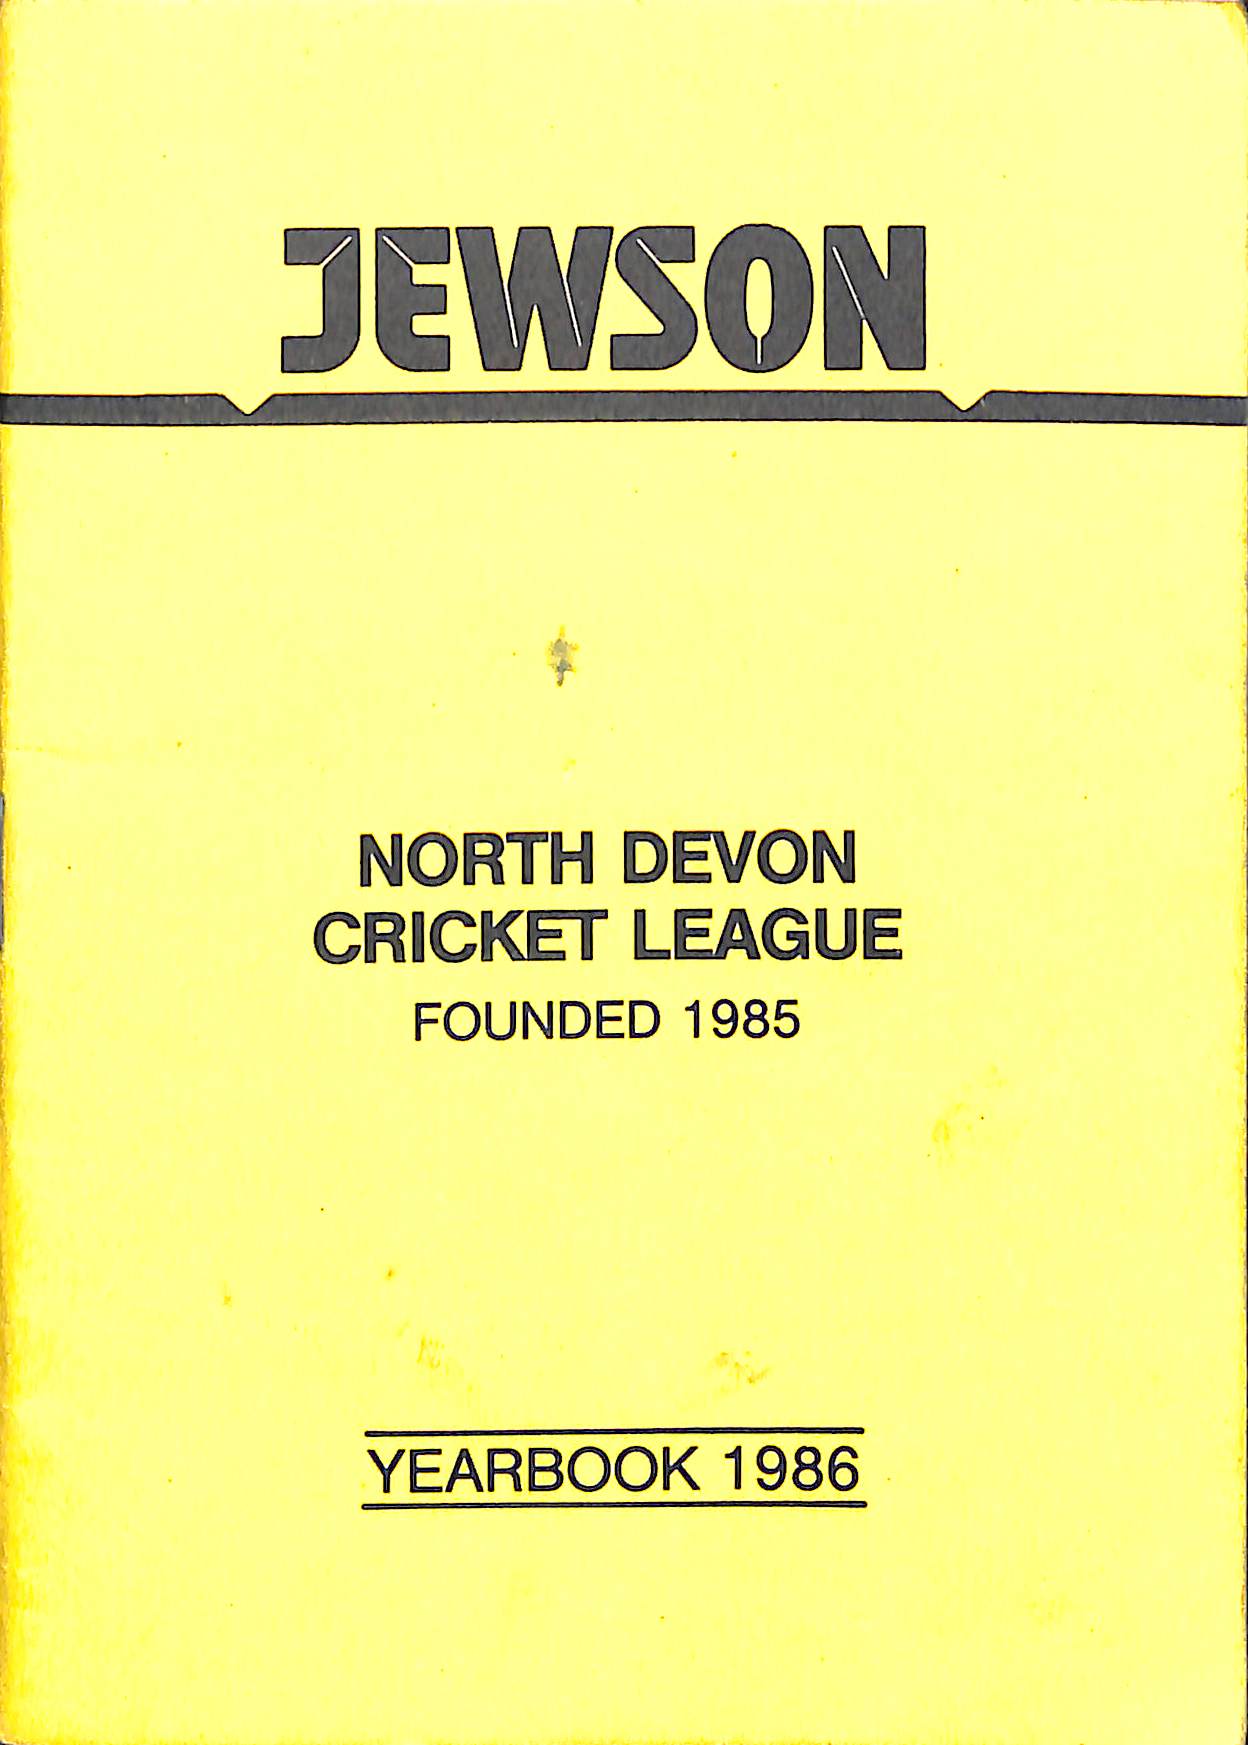 JEWSON
NORTH DEVON
CRICKET LEAGUE
FOUNDED 1985
YEARBOOK 1986